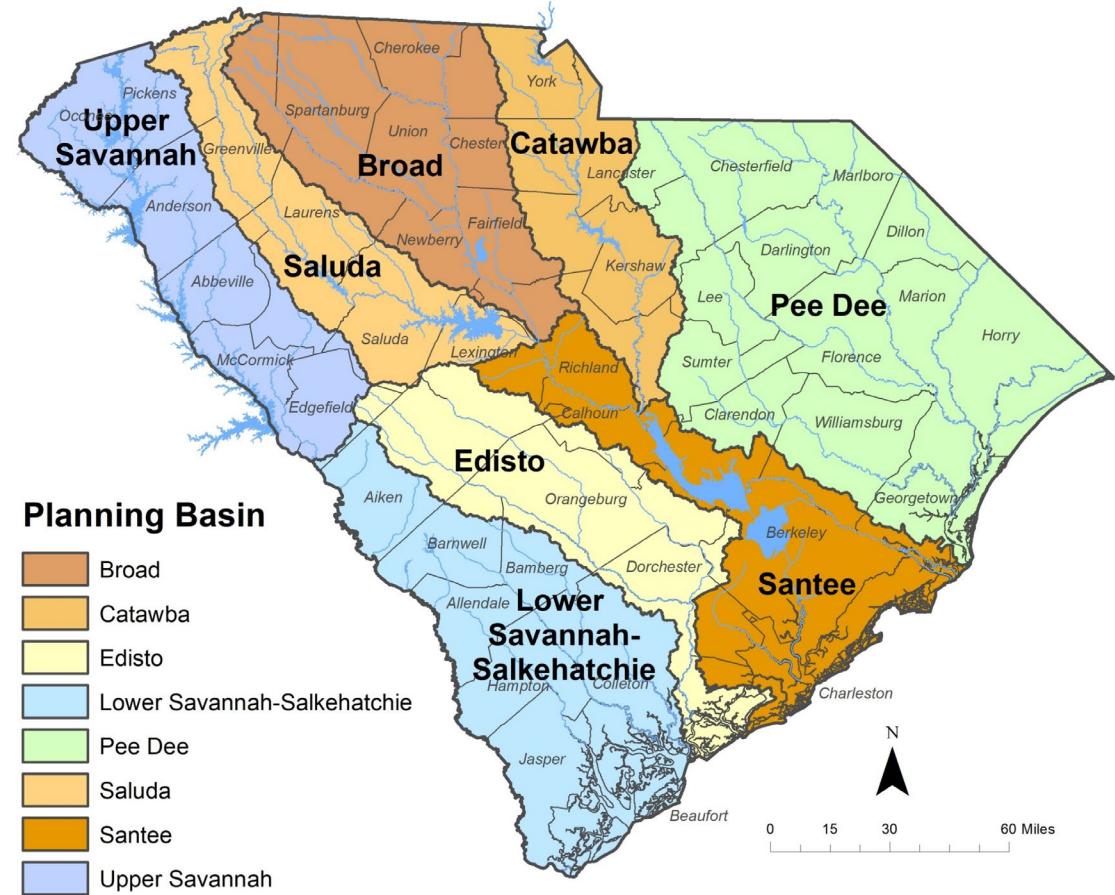 Cherokee
York
Pickens
Oconee
Upper
Savannah
Spartanburg
Union
Chester
Catawba
Greenville
Broad
Lancaster
Chesterfield
Marlboro
Anderson
Laurens
Newberry
Fairfield
Dillon
Darlington
Saluda
Kershaw
Abbeville
Lee
Pee Dee
Marion
Horry
Saluda
Lexington
McCormick
Richland
Sumter
Florence
Edgefield
Calhoun
Clarendon
Williamsburg
Edisto
Aiken
Orangeburg
Georgetown
Barnwell
Berkeley
Bamberg
Dorchester
Santee
Allendale
Lower
Savannah-
Salkehatchie
Hampton
Colleton
Charleston
Jasper
Beaufort
Planning Basin
Broad
Catawba
Edisto
Lower Savannah-Salkehatchie
Pee Dee
Saluda
Santee
Upper Savannah
N
0 15 30 60 Miles